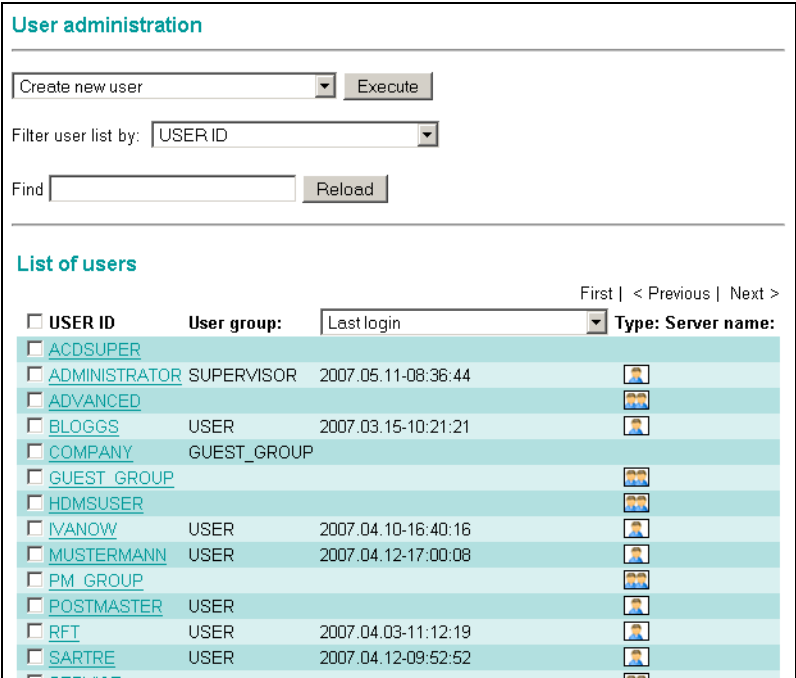 User administration
Create new user Execute
Filter user list by: USER ID
Find Reload
List of users
First | < Previous | Next >
USER ID User group: Last login Type: Server name:
ACDSUPER
ADMINISTRATOR SUPERVISOR 2007.05.11-08:36:44
ADVANCED
BLOGGS USER 2007.03.15-10:21:21
COMPANY GUEST_GROUP
GUEST_GROUP
HDMSUSER
IVANOW USER 2007.04.10-16:40:16
MUSTERMANN USER 2007.04.12-17:00:08
PM_GROUP
POSTMASTER USER
RFT USER 2007.04.03-11:12:19
SARTRE USER 2007.04.12-09:52:52